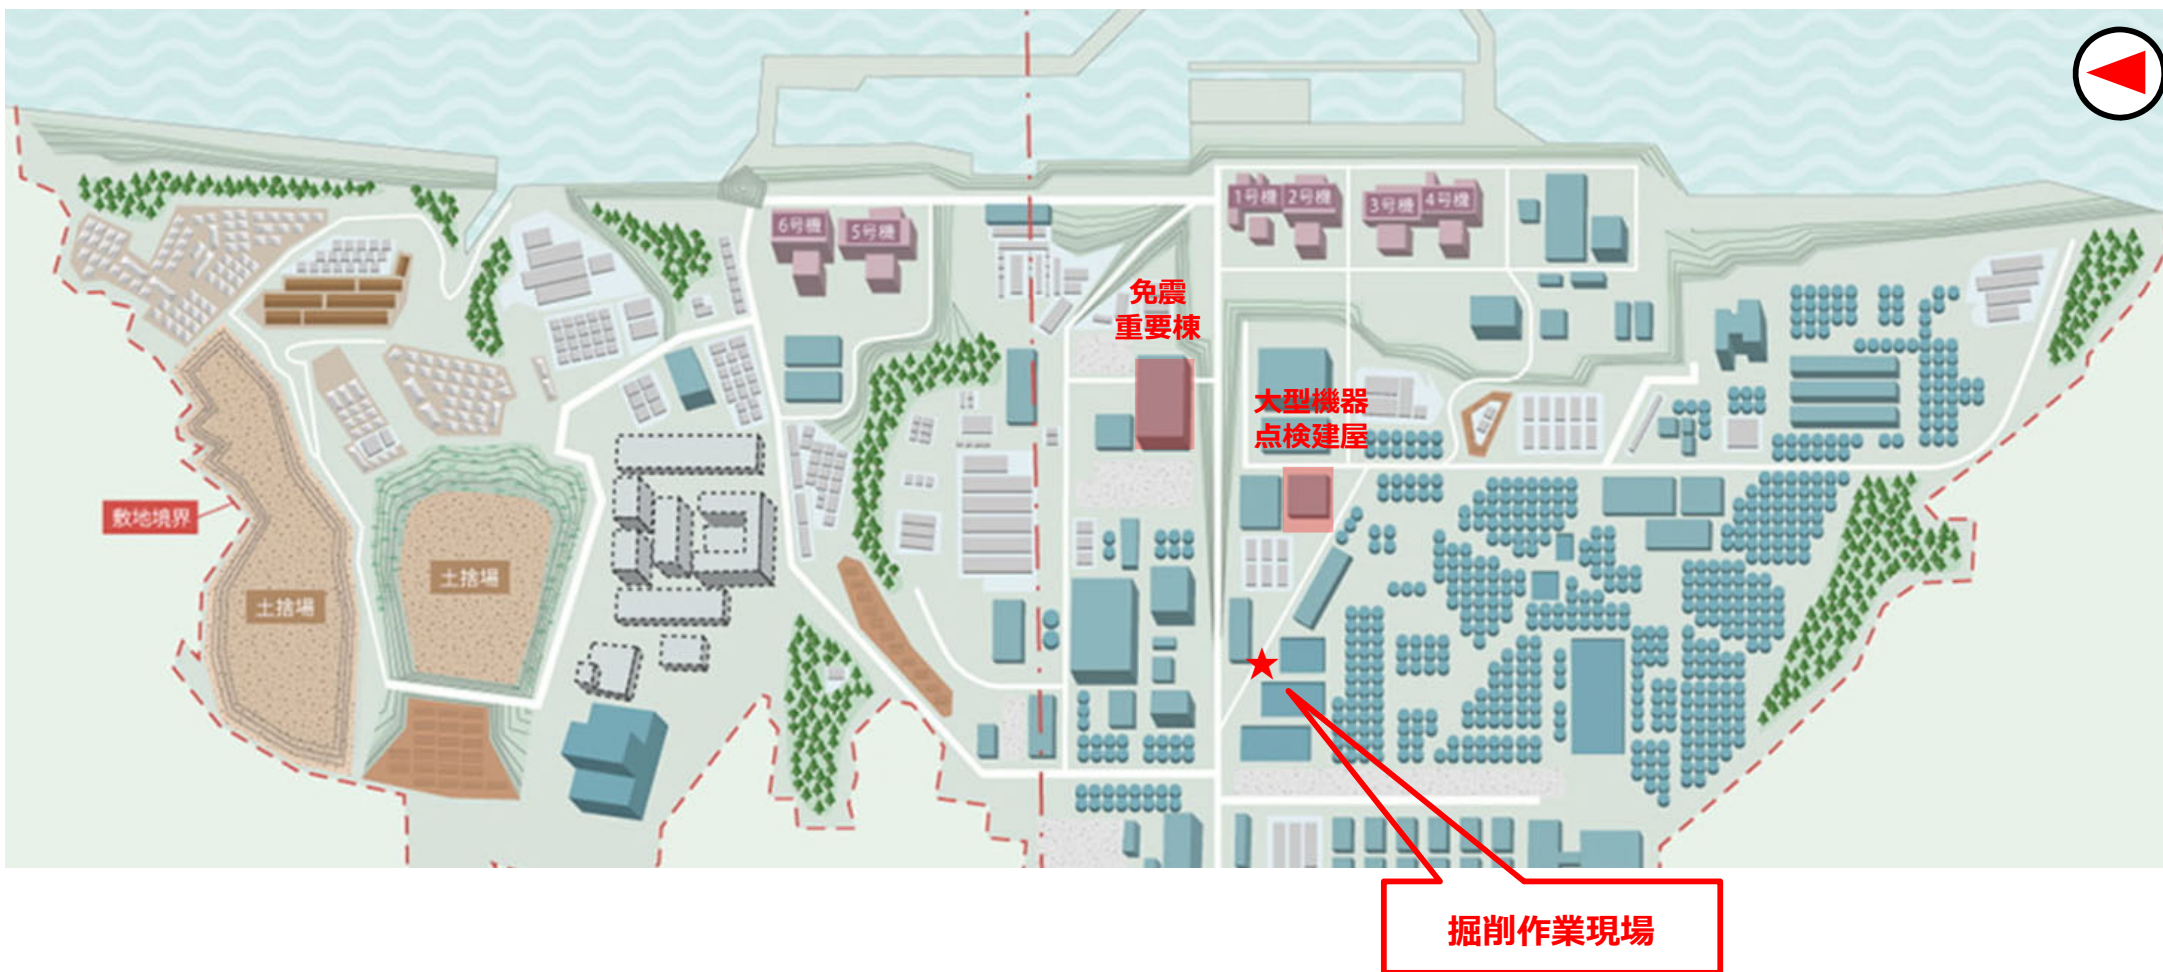 1号機
2号機
3号機
4号機
6号機
5号機
免震
重要棟
大型機器
点検建屋
敷地境界
土捨場
土捨場
掘削作業現場